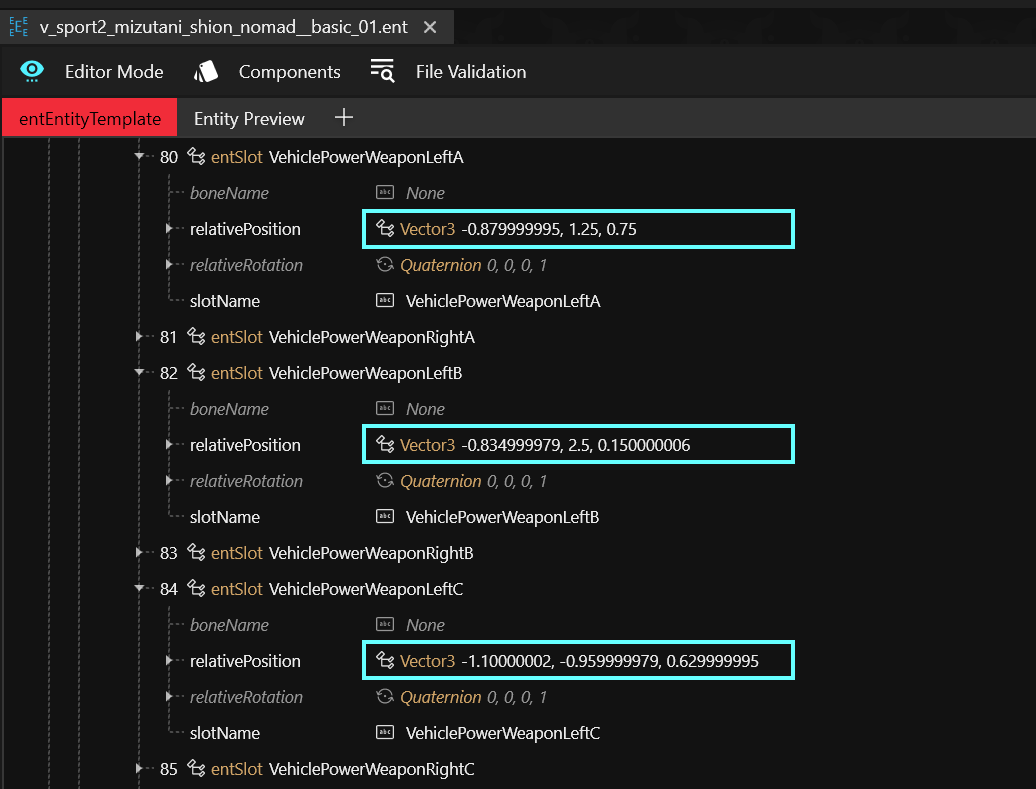 v_sport2_mizutani_shion_nomad__basic_01.ent
Editor Mode Components File Validation
entEntityTemplate Entity Preview
80 entSlot VehiclePowerWeaponLeftA
boneName abc None
relativePosition Vector3 -0.879999995, 1.25, 0.75
relativeRotation Quaternion 0, 0, 0, 1
slotName abc VehiclePowerWeaponLeftA
81 entSlot VehiclePowerWeaponRightA
82 entSlot VehiclePowerWeaponLeftB
boneName abc None
relativePosition Vector3 -0.834999979, 2.5, 0.150000006
relativeRotation Quaternion 0, 0, 0, 1
slotName abc VehiclePowerWeaponLeftB
83 entSlot VehiclePowerWeaponRightB
84 entSlot VehiclePowerWeaponLeftC
boneName abc None
relativePosition Vector3 -1.10000002, -0.959999979, 0.629999995
relativeRotation Quaternion 0, 0, 0, 1
slotName abc VehiclePowerWeaponLeftC
85 entSlot VehiclePowerWeaponRightC